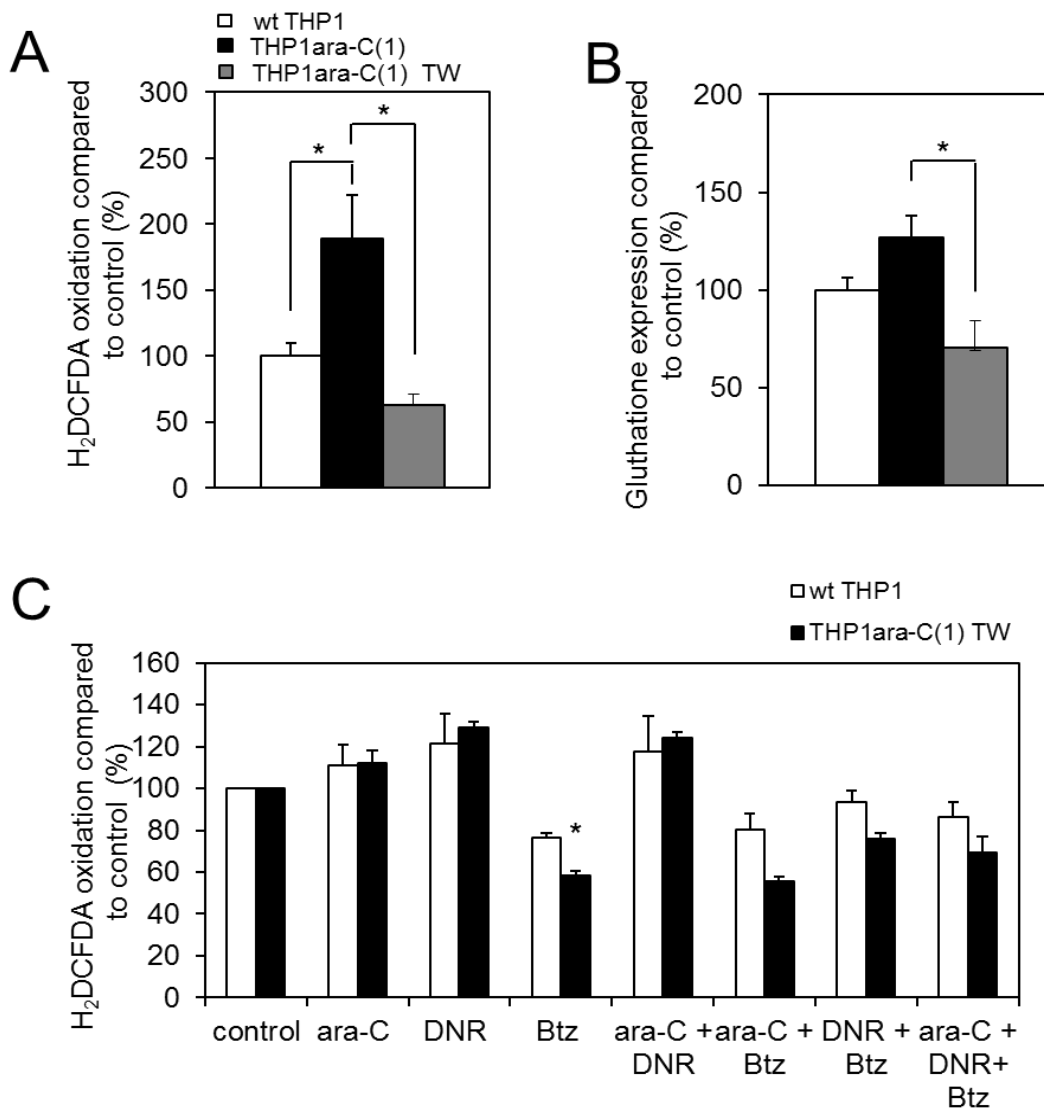 A
wt THP1
THP1ara-C(1)
THP1ara-C(1) TW
H₂DCFDA oxidation compared
to control (%)
300
250
200
150
100
50
0
*
*
B
Gluthatione expression compared
to control (%)
200
150
100
50
0
*
C
wt THP1
THP1ara-C(1) TW
H₂DCFDA oxidation compared
to control (%)
160
140
120
100
80
60
40
20
0
*
control
ara-C
DNR
Btz
ara-C +
DNR
ara-C +
Btz
DNR +
Btz
ara-C +
DNR+
Btz